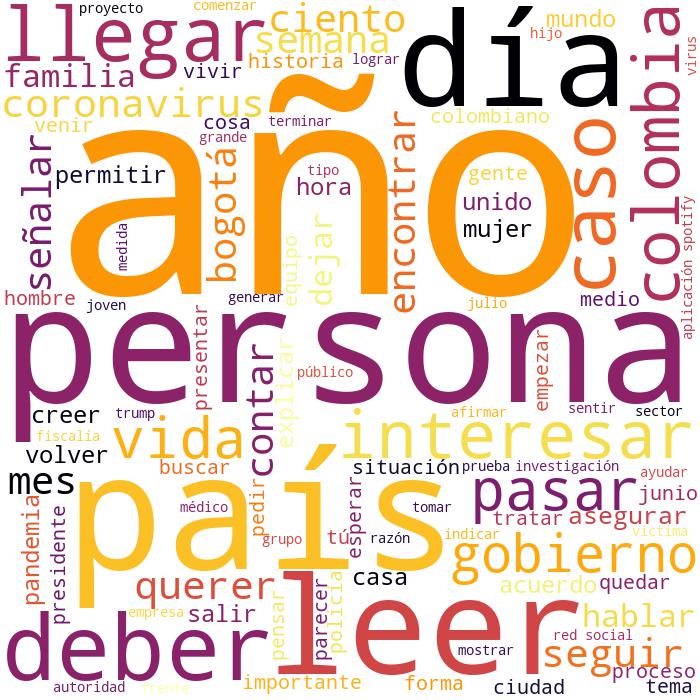 proyecto
comenzar
llegar
ciento
mundo
hijo
virus
semana
familia
vivir
historia
lograr
día
colombia
coronavirus
cosa
terminar
colombiano
venir
grande
año
caso
señalar
permitir
bogotá
tipo
hora
encontrar
gente
unido
mujer
medida
equipo
dejar
aplicación spotify
hombre
joven
generar
julio
medio
persona
presentar
contar
explicar
público
empezar
creer
trump
afirmar
sentir
sector
fiscalía
vida
interesar
volver
buscar
situación
prueba
investigación
ayudar
mes
país
pedir
esperar
pasar
junio
médico
tomar
tratar
asegurar
pandemia
presidente
grupo
tú
razón
indicar
víctima
gobierno
querer
leer
casa
acuerdo
quedar
empresa
salir
pensar
parecer
policía
hablar
deber
mostrar
red social
seguir
proceso
autoridad
frente
importante
forma
ciudad
tema